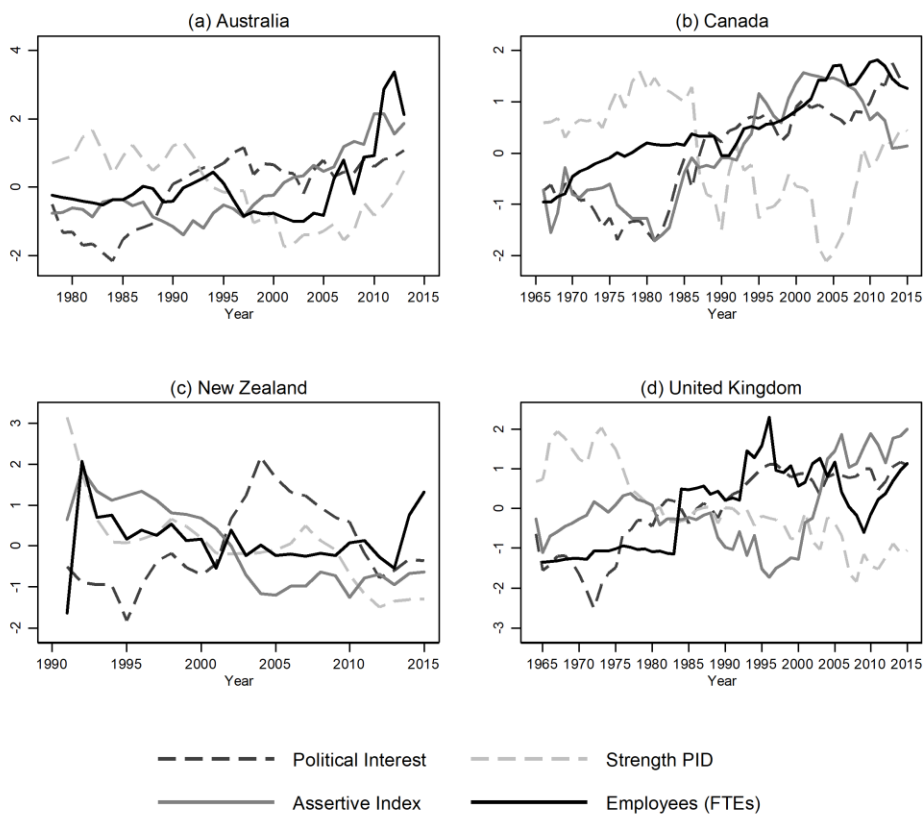 (a) Australia
4
2
0
-2
1980 1985 1990 1995 2000 2005 2010 2015
Year
(b) Canada
2
1
0
-1
-2
1965 1970 1975 1980 1985 1990 1995 2000 2005 2010 2015
Year
(c) New Zealand
3
2
1
0
-1
-2
1990 1995 2000 2005 2010 2015
Year
(d) United Kingdom
2
1
0
-1
-2
-3
1965 1970 1975 1980 1985 1990 1995 2000 2005 2010 2015
Year
Political Interest
Strength PID
Assertive Index
Employees (FTEs)